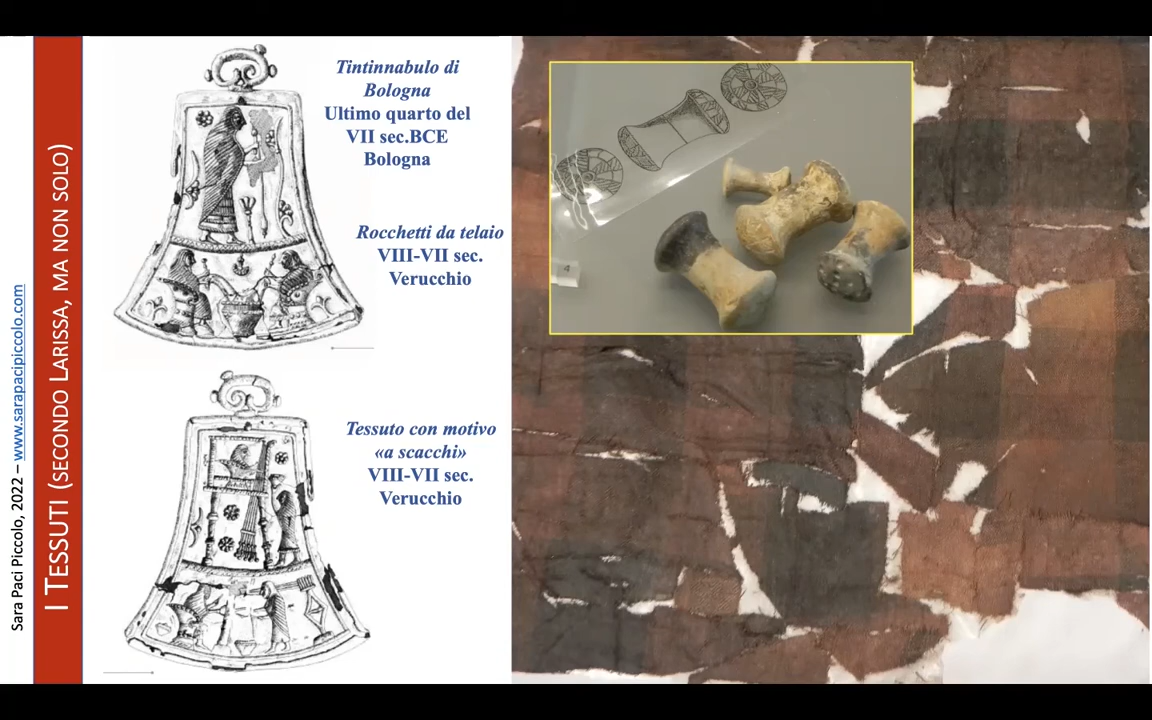 Sara Paci Piccolo, 2022 – www.sarapacipiccolo.com
I TESSUTI (SECONDO LARISSA, MA NON SOLO)
Tintinnabulo di
Bologna
Ultimo quarto del
VII sec.BCE
Bologna
Rocchetti da telaio
VIII-VII sec.
Verucchio
Tessuto con motivo
«a scacchi»
VIII-VII sec.
Verucchio